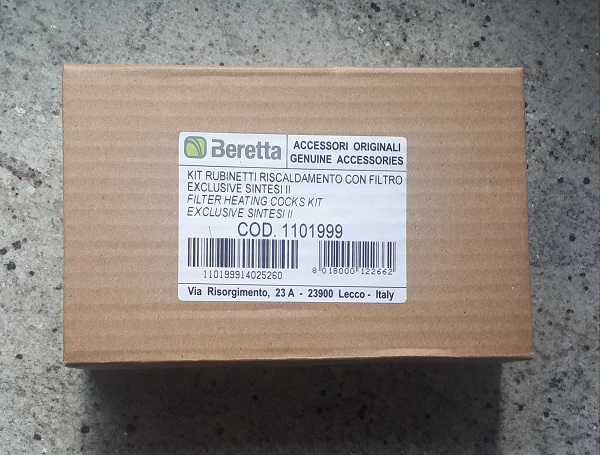 Beretta
ACCESSORI ORIGINALI
GENUINE ACCESSORIES
KIT RUBINETTI RISCALDAMENTO CON FILTRO
EXCLUSIVE SINTESI II
FILTER HEATING COCKS KIT
EXCLUSIVE SINTESI II
COD. 1101999
110199914025260
8 018000 122662
Via Risorgimento, 23 A - 23900 Lecco - Italy